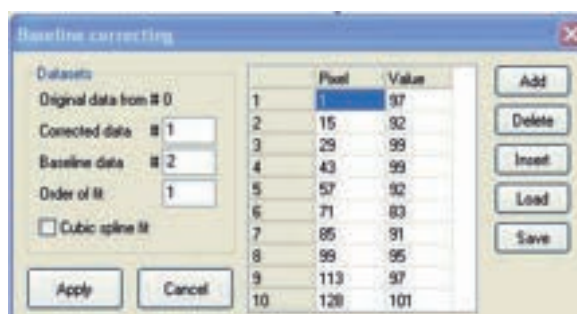 Baseline correcting
Datasets
Original data from # 0
Corrected data # 1
Baseline data # 2
Order of fit 1
Cubic spline fit
Apply Cancel
Pixel Value
1 1 97
2 15 92
3 29 99
4 43 99
5 57 92
6 71 83
7 85 91
8 99 95
9 113 97
10 128 101
Add
Delete
Insert
Load
Save